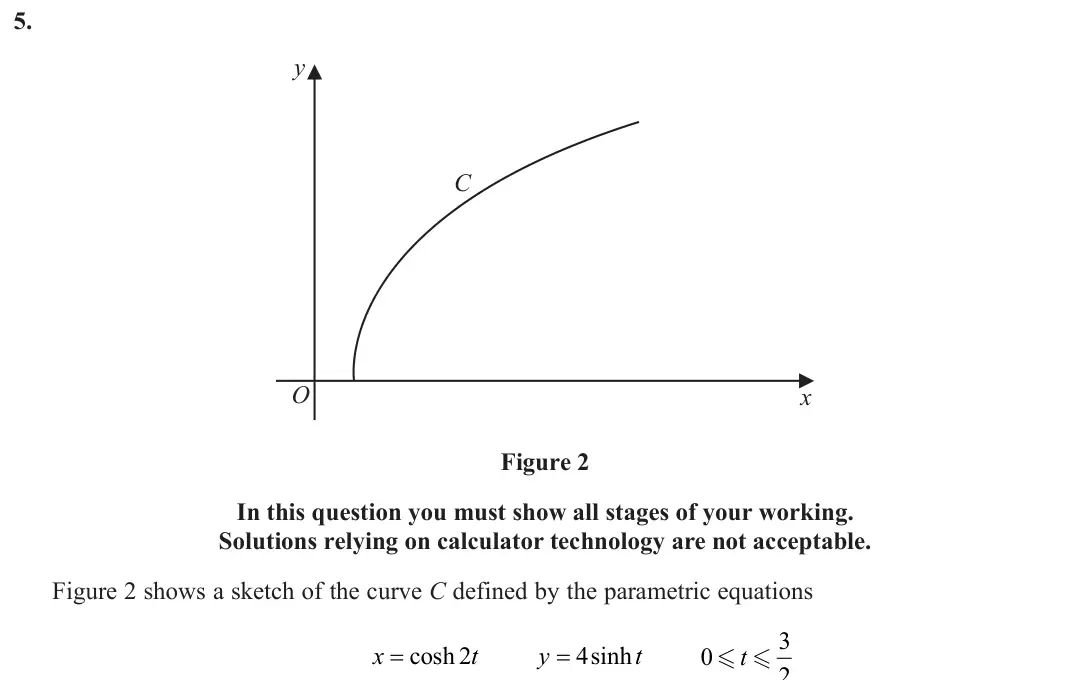 5.
y
C
O
x
Figure 2
In this question you must show all stages of your working.
Solutions relying on calculator technology are not acceptable.
Figure 2 shows a sketch of the curve C defined by the parametric equations
x = cosh 2t y = 4 sinh t 0 ⩽ t ⩽ 3/2